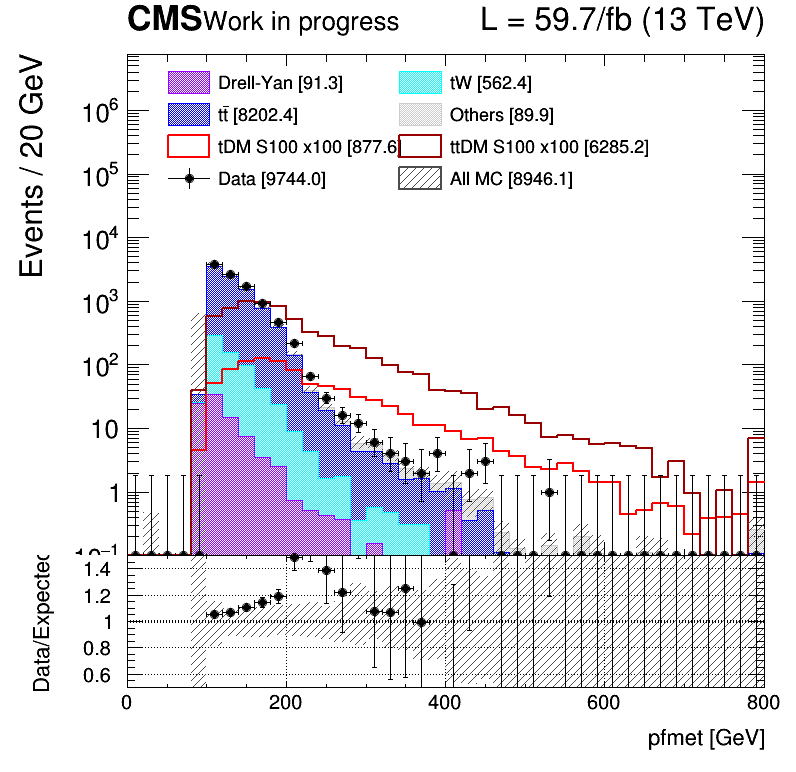 CMS Work in progress L = 59.7/fb (13 TeV)
Events / 20 GeV
Drell-Yan [91.3] tW [562.4]
tt̄ [8202.4] Others [89.9]
tDM S100 x100 [877.6] ttDM S100 x100 [6285.2]
Data [9744.0] All MC [8946.1]
10⁶
10⁵
10⁴
10³
10²
10
1
10⁻¹
Data/Expected
1.4
1.2
1
0.8
0.6
0 200 400 600 800
pfmet [GeV]